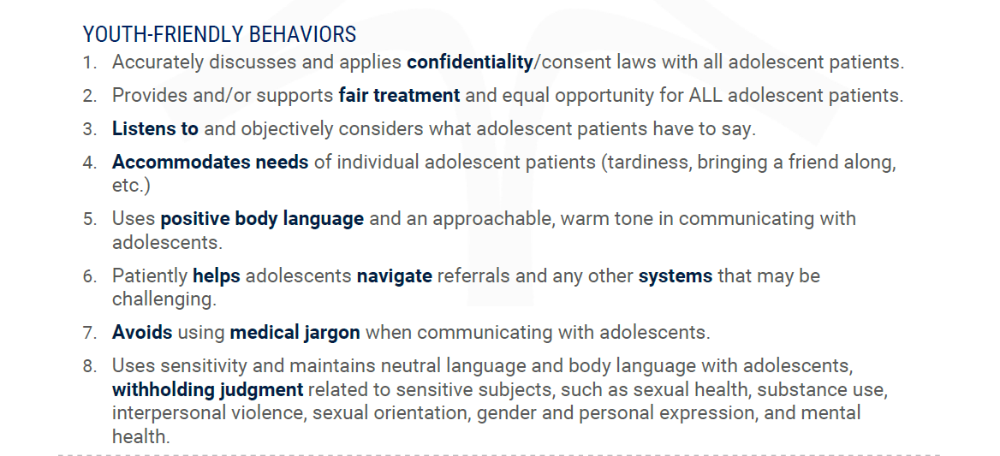 YOUTH-FRIENDLY BEHAVIORS
1. Accurately discusses and applies confidentiality/consent laws with all adolescent patients.
2. Provides and/or supports fair treatment and equal opportunity for ALL adolescent patients.
3. Listens to and objectively considers what adolescent patients have to say.
4. Accommodates needs of individual adolescent patients (tardiness, bringing a friend along,
etc.)
5. Uses positive body language and an approachable, warm tone in communicating with
adolescents.
6. Patiently helps adolescents navigate referrals and any other systems that may be
challenging.
7. Avoids using medical jargon when communicating with adolescents.
8. Uses sensitivity and maintains neutral language and body language with adolescents,
withholding judgment related to sensitive subjects, such as sexual health, substance use,
interpersonal violence, sexual orientation, gender and personal expression, and mental
health.